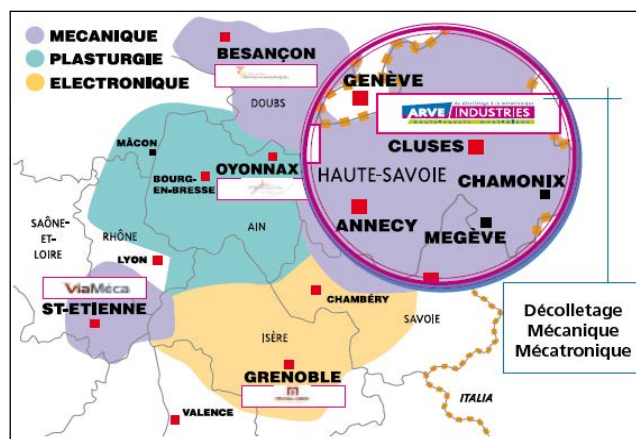 MECANIQUE
PLASTURGIE
ELECTRONIQUE
BESANÇON
DOUBS
GENÈVE
ARVE INDUSTRIES
CLUSES
HAUTE-SAVOIE
CHAMONIX
ANNECY
MEGÈVE
MÂCON
BOURG-
EN-BRESSE
OYONNAX
AIN
SAÔNE-
ET-
LOIRE
RHÔNE
LYON
ViaMéca
ST-ETIENNE
CHAMBÉRY
SAVOIE
ISÈRE
GRENOBLE
VALENCE
ITALIA
Décolletage
Mécanique
Mécatronique